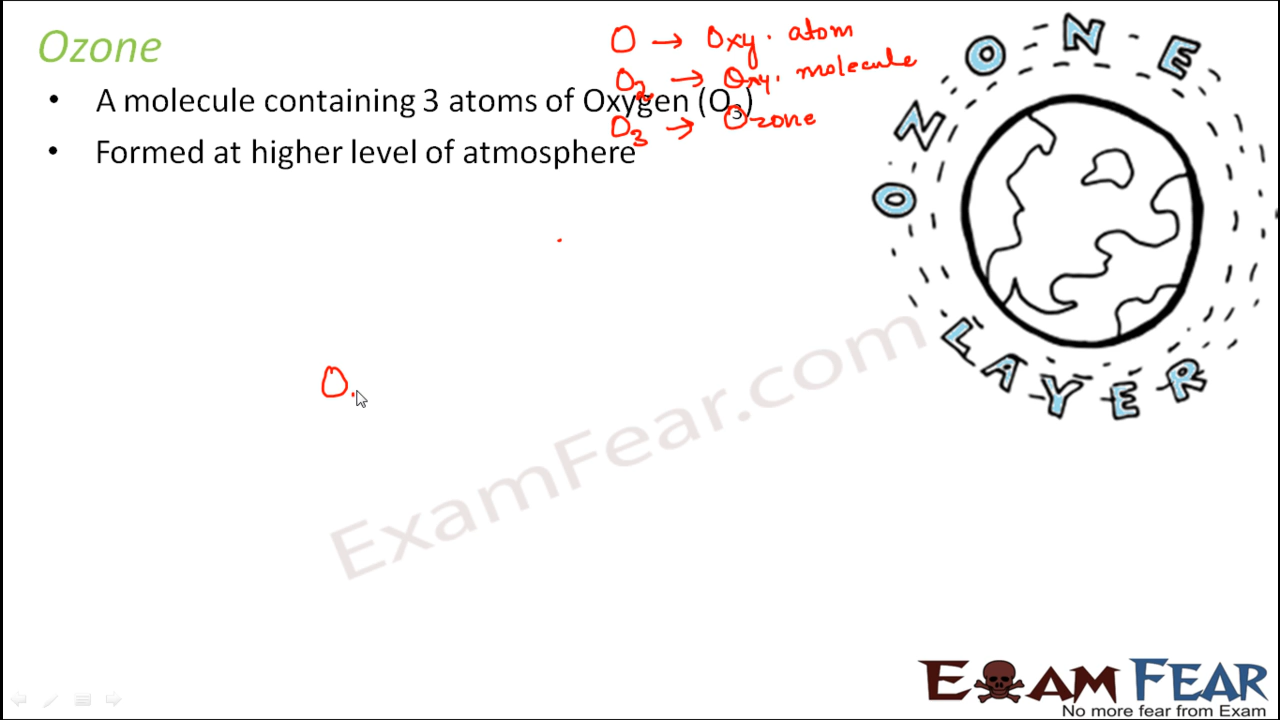 Ozone
O → Oxy. atom
O2 → Oxy. molecule
• A molecule containing 3 atoms of Oxygen (O3)
O3 → Ozone
• Formed at higher level of atmosphere
OZONE
LAYER
O.
ExamFear.com
EXAM FEAR
No more fear from Exam